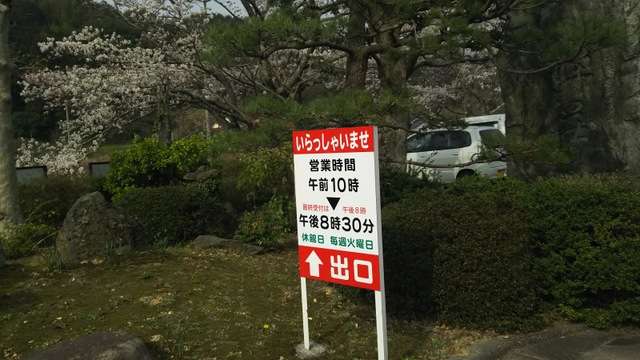 いらっしゃいませ
営業時間
午前10時
▼
最終受付は 午後8時
午後8時30分
休館日 毎週火曜日
↑出口